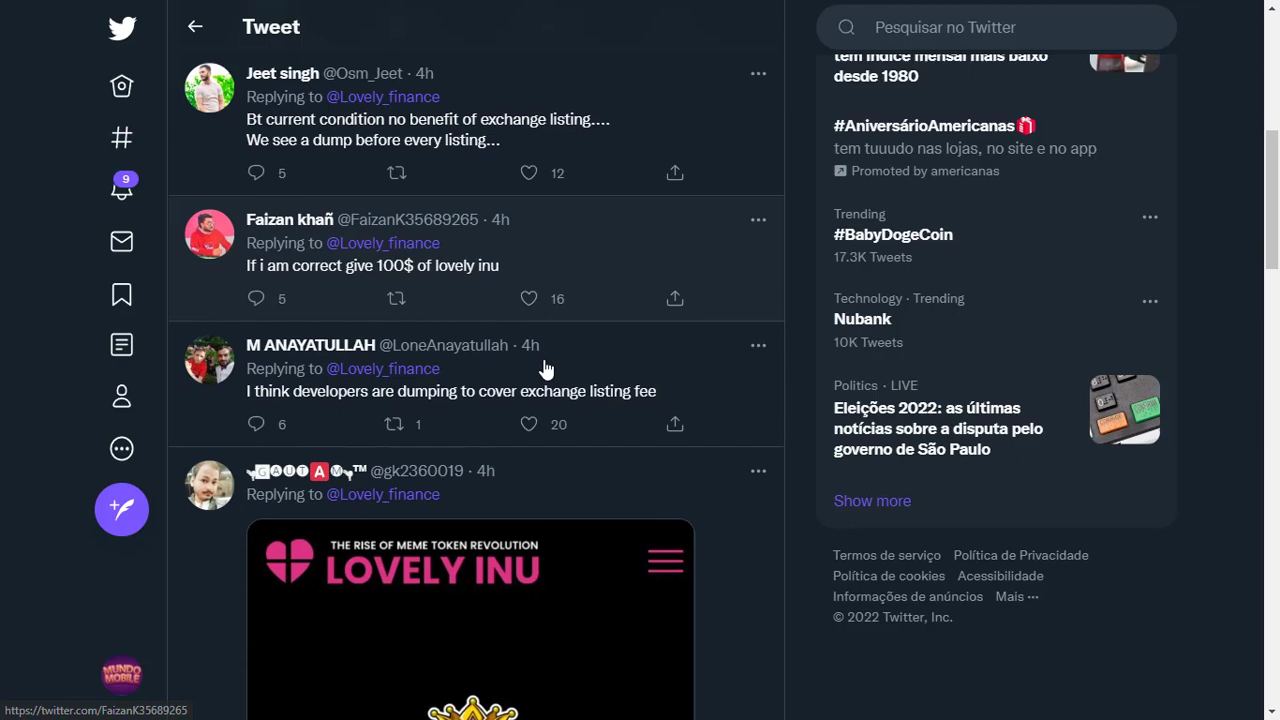 Tweet
Jeet singh @Osm_Jeet · 4h
Replying to @Lovely_finance
Bt current condition no benefit of exchange listing....
We see a dump before every listing...
5
12
Faizan khañ @FaizanK35689265 · 4h
Replying to @Lovely_finance
If i am correct give 100$ of lovely inu
5
16
M ANAYATULLAH @LoneAnayatullah · 4h
Replying to @Lovely_finance
I think developers are dumping to cover exchange listing fee
6
1
20
🅶🅐🅤🅣🅰🅜™ @gk2360019 · 4h
Replying to @Lovely_finance
THE RISE OF MEME TOKEN REVOLUTION
LOVELY INU
9
MUNDO
MOBILE
https://twitter.com/FaizanK35689265
Pesquisar no Twitter
tem índice mensal mais baixo
desde 1980
#AniversárioAmericanas
tem tuuudo nas lojas, no site e no app
Promoted by americanas
Trending
#BabyDogeCoin
17.3K Tweets
Technology · Trending
Nubank
10K Tweets
Politics · LIVE
Eleições 2022: as últimas
notícias sobre a disputa pelo
governo de São Paulo
Show more
Termos de serviço Política de Privacidade
Política de cookies Acessibilidade
Informações de anúncios Mais ···
© 2022 Twitter, Inc.